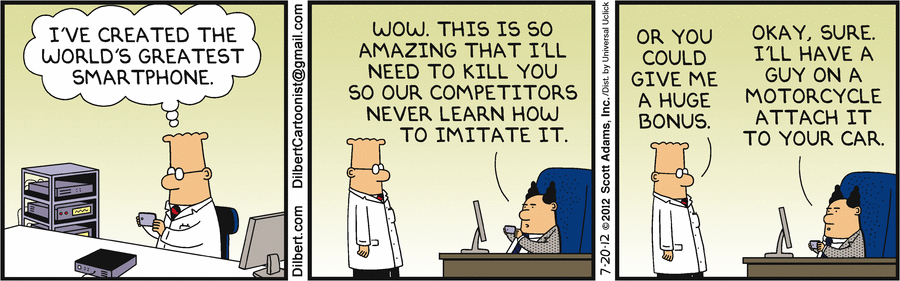 I'VE CREATED THE
WORLD'S GREATEST
SMARTPHONE.
Dilbert.com DilbertCartoonist@gmail.com
WOW. THIS IS SO
AMAZING THAT I'LL
NEED TO KILL YOU
SO OUR COMPETITORS
NEVER LEARN HOW
TO IMITATE IT.
7-20-12 ©2012 Scott Adams, Inc. /Dist. by Universal Uclick
OR YOU
COULD
GIVE ME
A HUGE
BONUS.
OKAY, SURE.
I'LL HAVE A
GUY ON A
MOTORCYCLE
ATTACH IT
TO YOUR CAR.